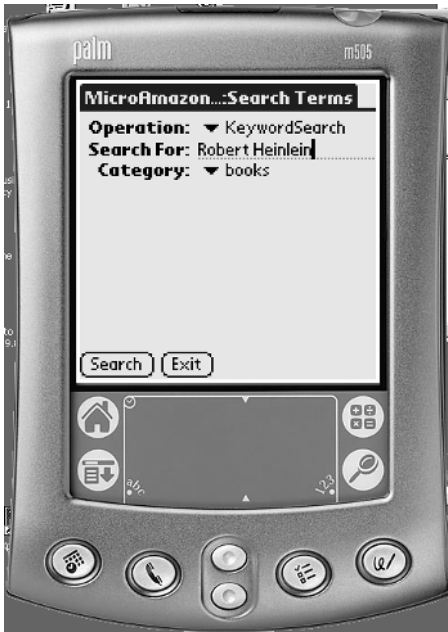 palm m505
MicroAmazon...:Search Terms
Operation: KeywordSearch
Search For: Robert Heinlein
Category: books
Search Exit
abc 123